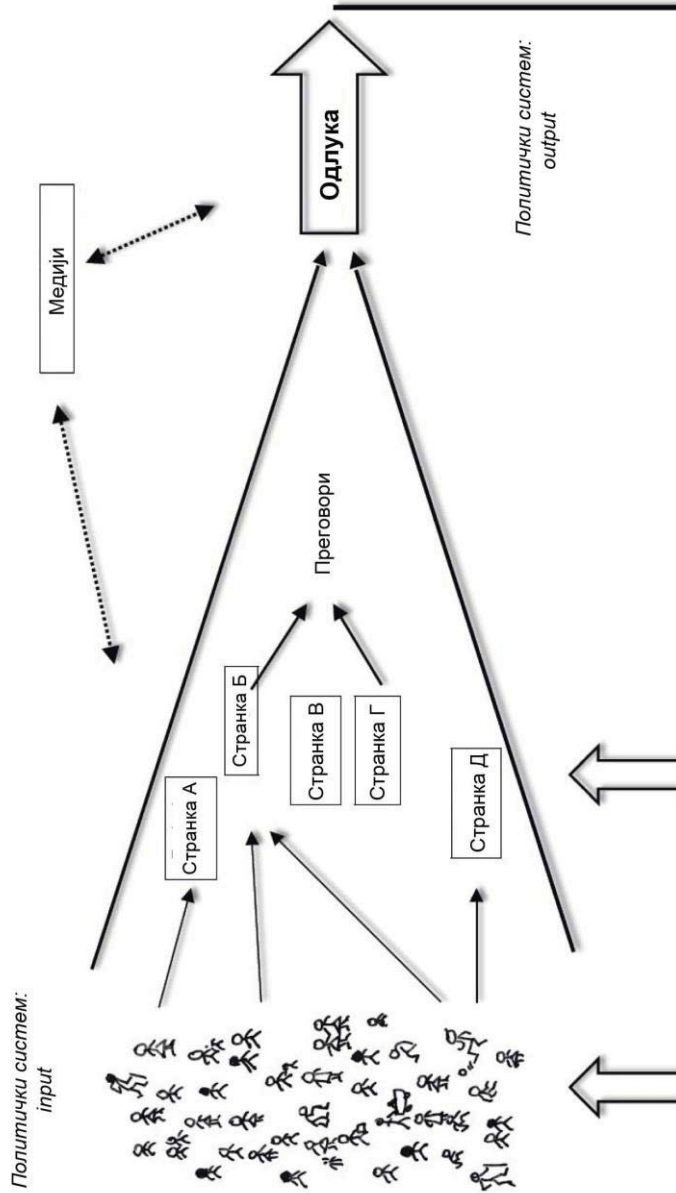 Политички систем:
input
Странка А
Странка Б
Странка В
Странка Г
Странка Д
Преговори
Медији
Одлука
Политички систем:
output